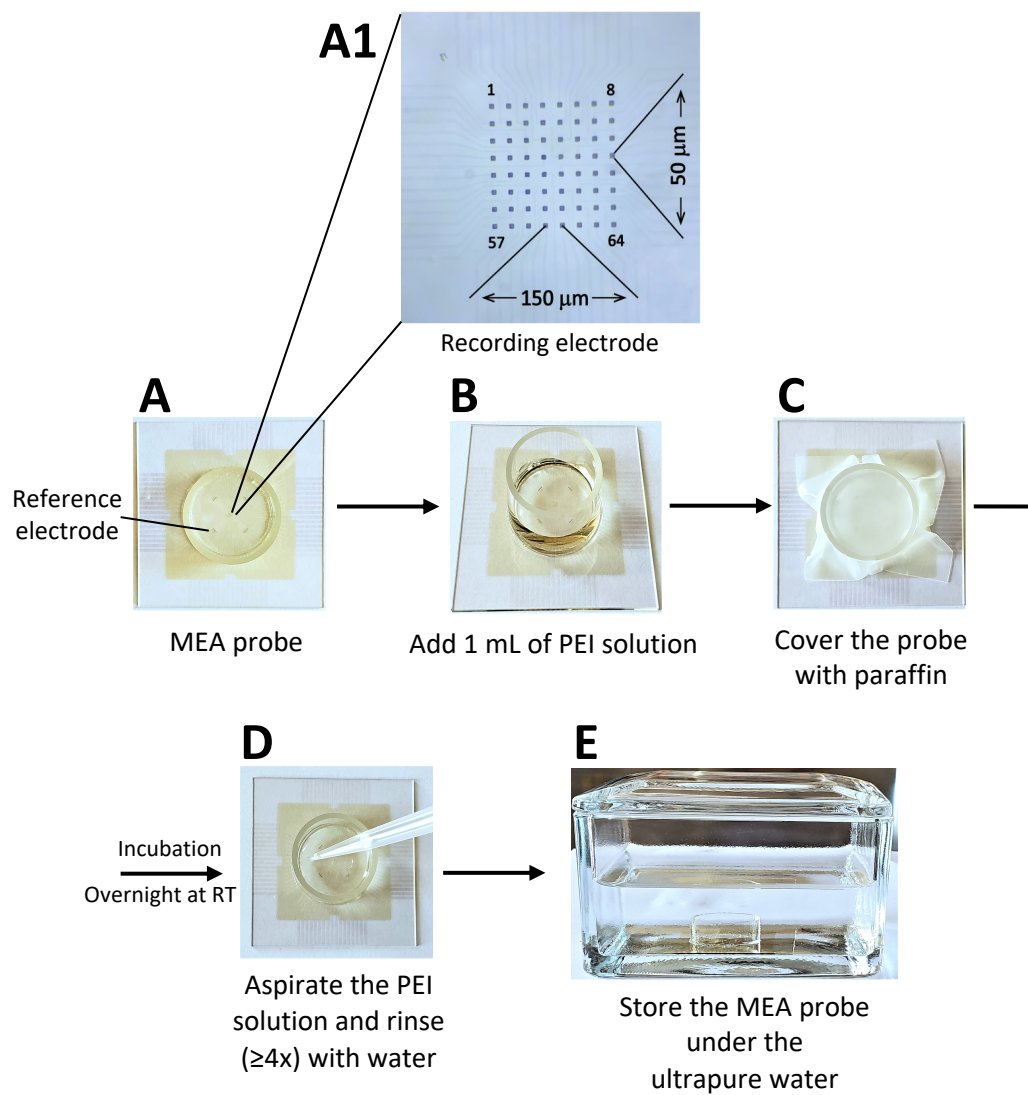 A1
1
8
50 μm
57
64
150 μm
Recording electrode
A
B
C
Reference
electrode
MEA probe
Add 1 mL of PEI solution
Cover the probe
with paraffin
D
E
Incubation
Overnight at RT
Aspirate the PEI
solution and rinse
(≥4x) with water
Store the MEA probe
under the
ultrapure water